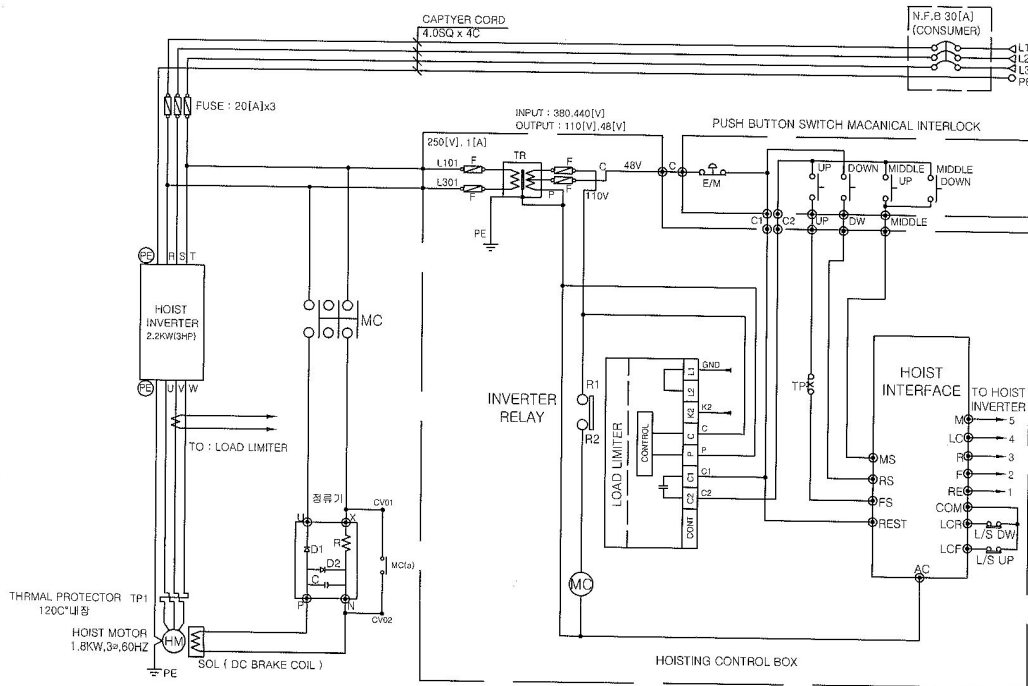 CAPTYER CORD
4.0SQ x 4C
N.F.B 30[A]
(CONSUMER)
L1
L2
L3
FUSE : 20[A]x3
INPUT : 380.440[V]
OUTPUT : 110[V].48[V]
PUSH BUTTON SWITCH MACANICAL INTERLOCK
250[V]. 1[A]
L101
F
TR
F
C
48V
C
E/M
UP
DOWN
MIDDLE
UP
MIDDLE
DOWN
L301
F
F
P
110V
PE
C1
C2
UP
DW
MIDDLE
PE
R
S
T
HOIST
INVERTER
2.2KW(3HP)
MC
PE
U
V
W
TO : LOAD LIMITER
INVERTER
RELAY
R1
R2
LOAD LIMITER
CONTROL
L1
GND
L2
K2
K2
C
C
P
P
C1
C1
C2
C2
CONT
TP
HOIST
INTERFACE
TO HOIST
INVERTER
M
5
LC
4
R
3
F
2
RE
1
COM
LCR
L/S DW
LCF
L/S UP
MS
RS
FS
REST
AC
정류기
CV01
U
X
D1
R
D2
C
MC(a)
P
N
CV02
MC
THRMAL PROTECTOR TP1
120C°내장
HOIST MOTOR
1.8KW,3ø,60HZ
HM
PE
SOL ( DC BRAKE COIL )
HOISTING CONTROL BOX